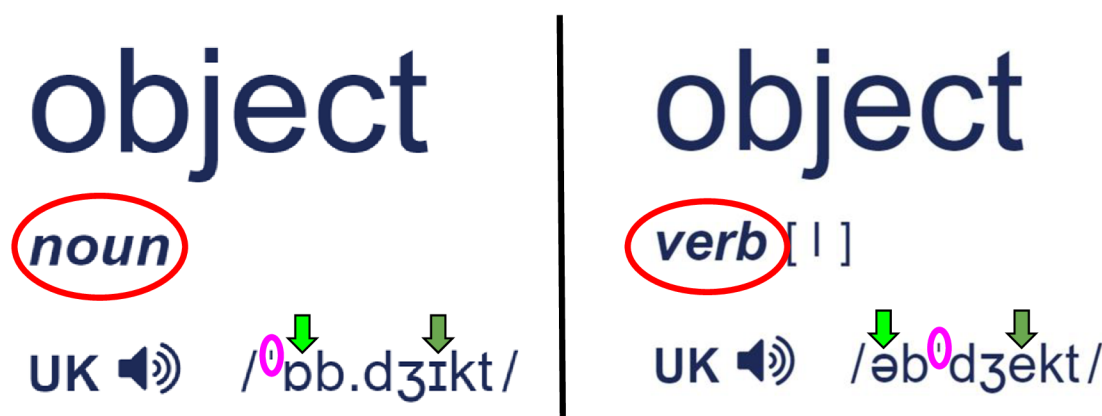 object
noun
UK /ˈɒb.dʒɪkt/
object
verb [ I ]
UK /əbˈdʒekt/